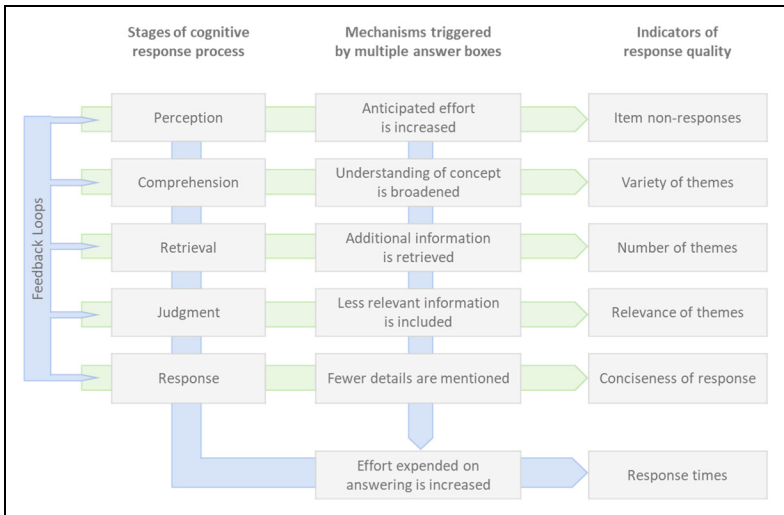 Stages of cognitive
response process
Mechanisms triggered
by multiple answer boxes
Indicators of
response quality
Feedback Loops
Perception
Anticipated effort
is increased
Item non-responses
Comprehension
Understanding of concept
is broadened
Variety of themes
Retrieval
Additional information
is retrieved
Number of themes
Judgment
Less relevant information
is included
Relevance of themes
Response
Fewer details are mentioned
Conciseness of response
Effort expended on
answering is increased
Response times